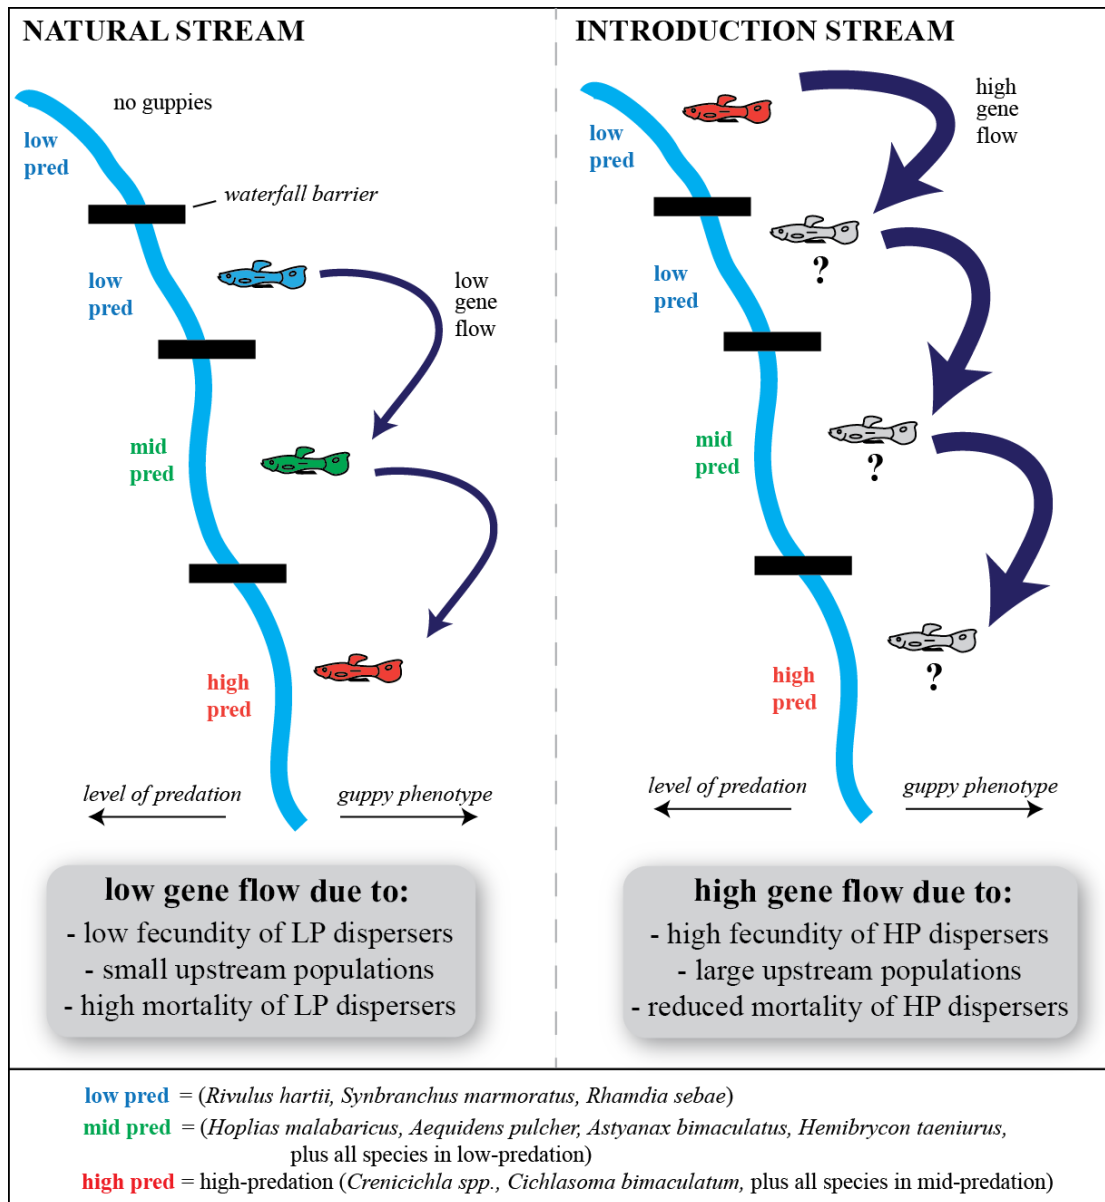 NATURAL STREAM
no guppies
low
pred
waterfall barrier
low
pred
low
gene
flow
mid
pred
high
pred
level of predation
guppy phenotype
low gene flow due to:
- low fecundity of LP dispersers
- small upstream populations
- high mortality of LP dispersers
INTRODUCTION STREAM
high
gene
flow
low
pred
?
low
pred
mid
pred
?
?
high
pred
level of predation
guppy phenotype
high gene flow due to:
- high fecundity of HP dispersers
- large upstream populations
- reduced mortality of HP dispersers
low pred = (Rivulus hartii, Synbranchus marmoratus, Rhamdia sebae)
mid pred = (Hoplias malabaricus, Aequidens pulcher, Astyanax bimaculatus, Hemibrycon taeniurus,
plus all species in low-predation)
high pred = high-predation (Crenicichla spp., Cichlasoma bimaculatum, plus all species in mid-predation)